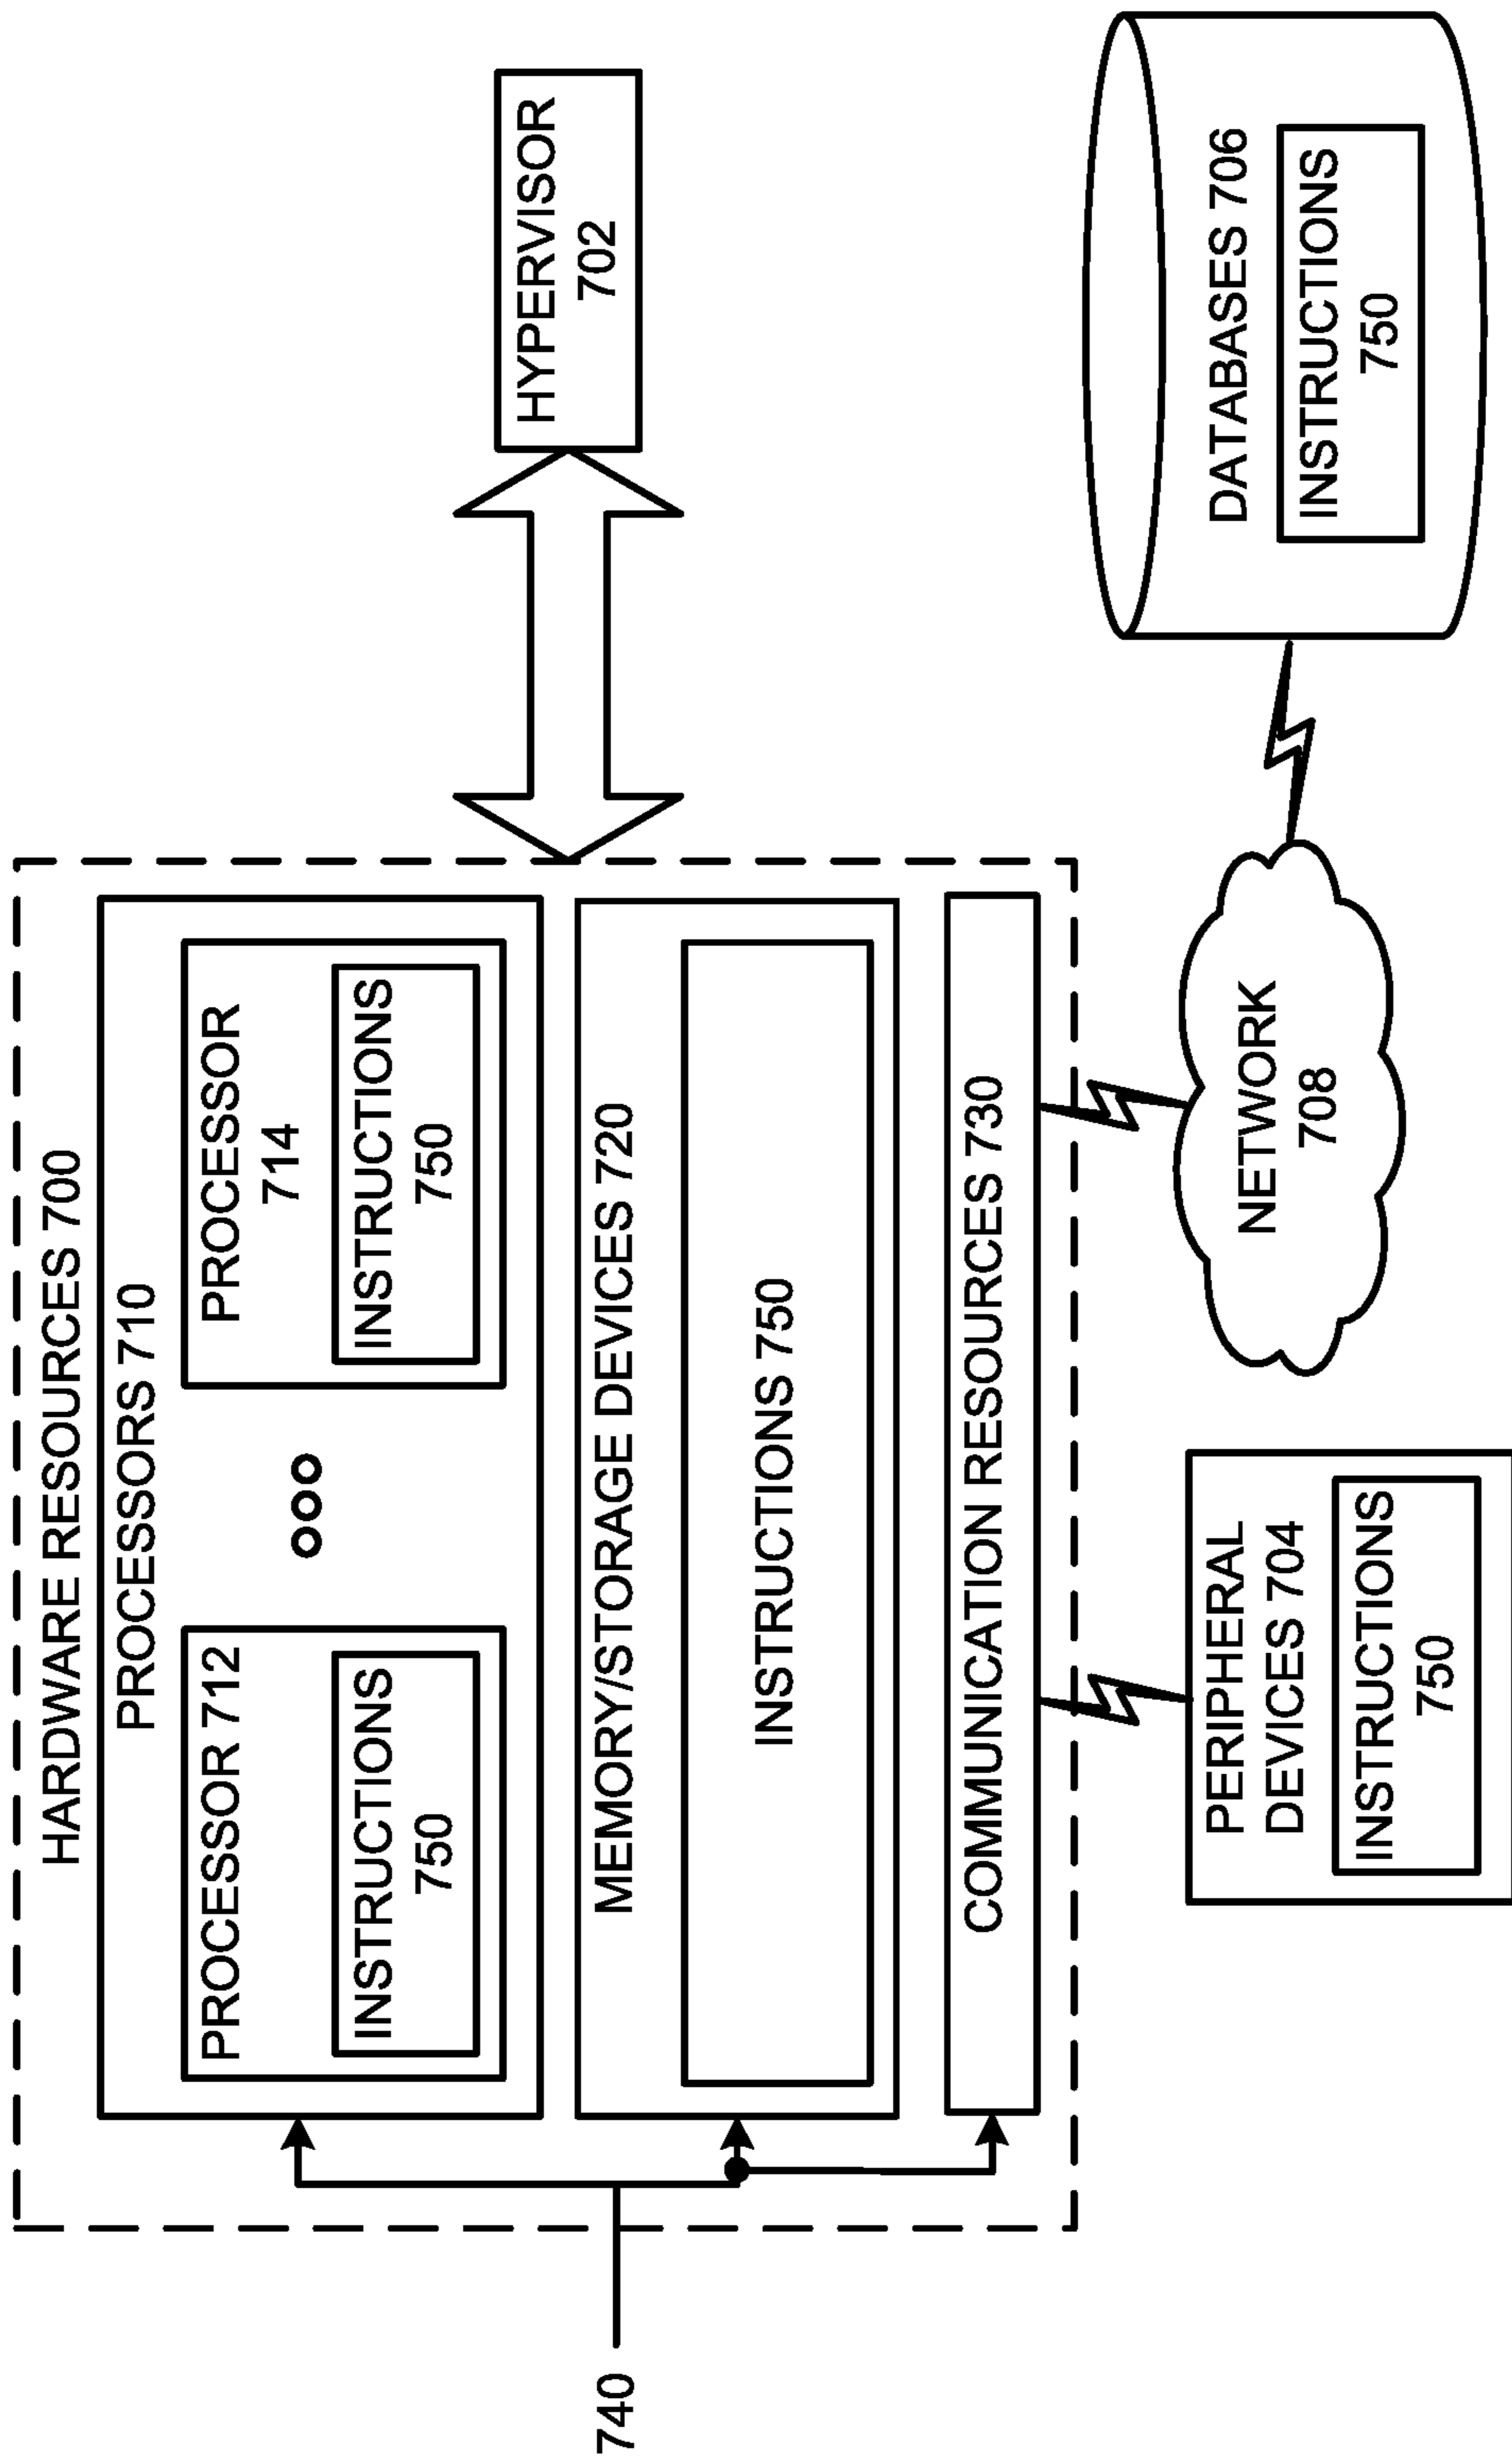 HARDWARE RESOURCES 700
PROCESSORS 710
PROCESSOR 712
INSTRUCTIONS
750
PROCESSOR
714
INSTRUCTIONS
750
HYPERVISOR
702
740
MEMORY/STORAGE DEVICES 720
INSTRUCTIONS 750
COMMUNICATION RESOURCES 730
PERIPHERAL
DEVICES 704
INSTRUCTIONS
750
NETWORK
708
DATABASES 706
INSTRUCTIONS
750